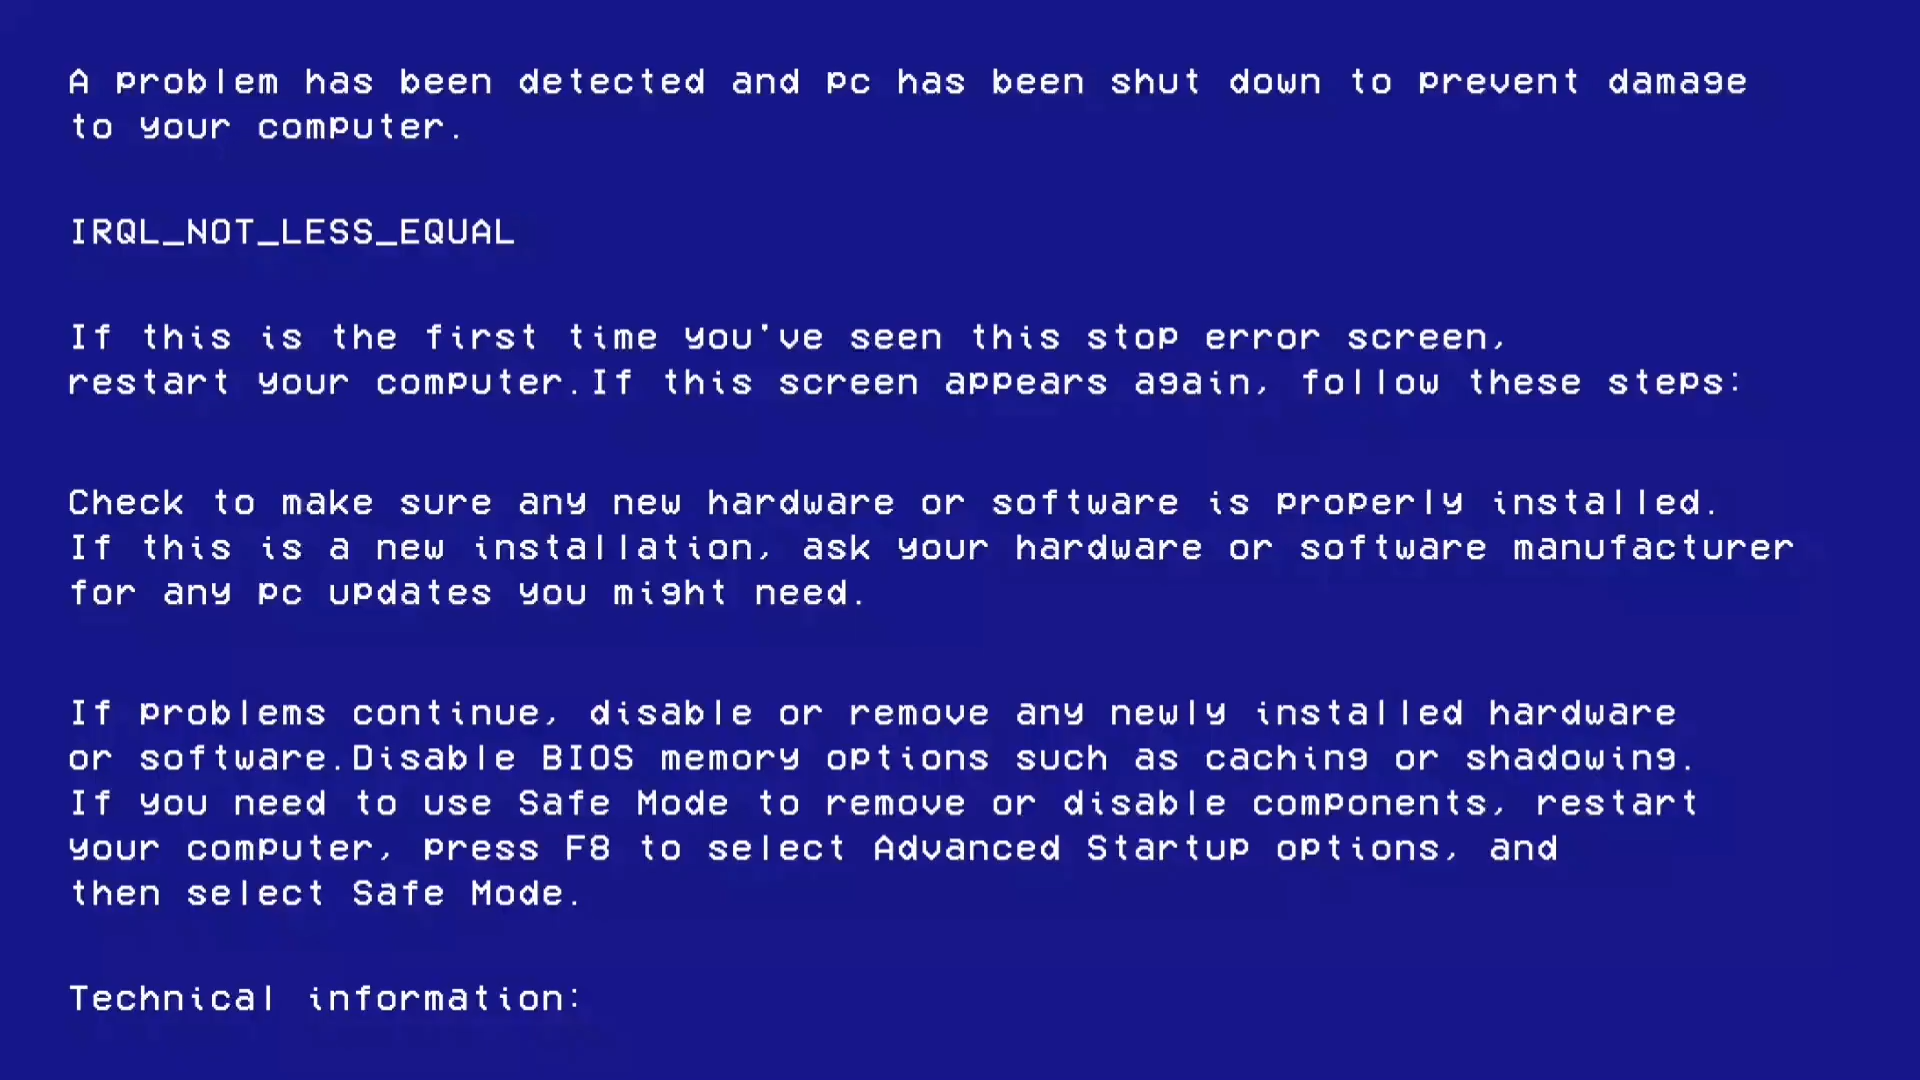 A problem has been detected and pc has been shut down to prevent damage
to your computer.
IRQL_NOT_LESS_EQUAL
If this is the first time you've seen this stop error screen,
restart your computer.If this screen appears again, follow these steps:
Check to make sure any new hardware or software is properly installed.
If this is a new installation, ask your hardware or software manufacturer
for any pc updates you might need.
If problems continue, disable or remove any newly installed hardware
or software.Disable BIOS memory options such as caching or shadowing.
If you need to use Safe Mode to remove or disable components, restart
your computer, press F8 to select Advanced Startup options, and
then select Safe Mode.
Technical information: